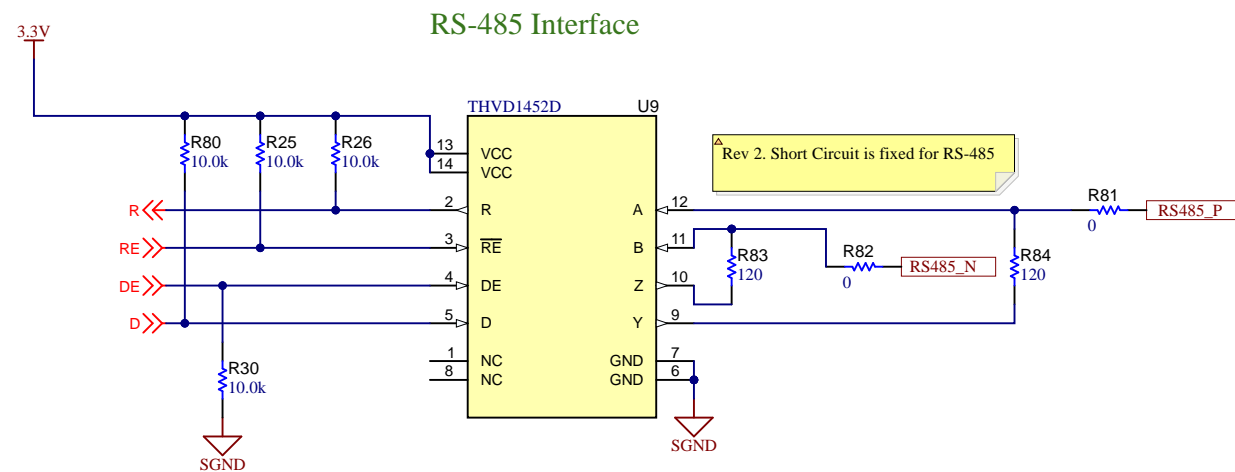 RS-485 Interface
3.3V
THVD1452D
U9
R80
10.0k
R25
10.0k
R26
10.0k
Rev 2. Short Circuit is fixed for RS-485
13
VCC
14
VCC
R
2
R
A
12
R81
0
RS485_P
RE
3
RE
B
11
R83
120
R82
0
RS485_N
R84
120
DE
4
DE
Z
10
D
5
D
Y
9
1
NC
GND
7
8
NC
GND
6
R30
10.0k
SGND
SGND